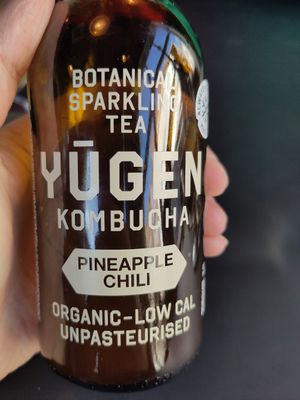 BOTANICAL
SPARKLING
TEA
YŪGEN
KOMBUCHA
PINEAPPLE
CHILI
ORGANIC-LOW CAL
UNPASTEURISED